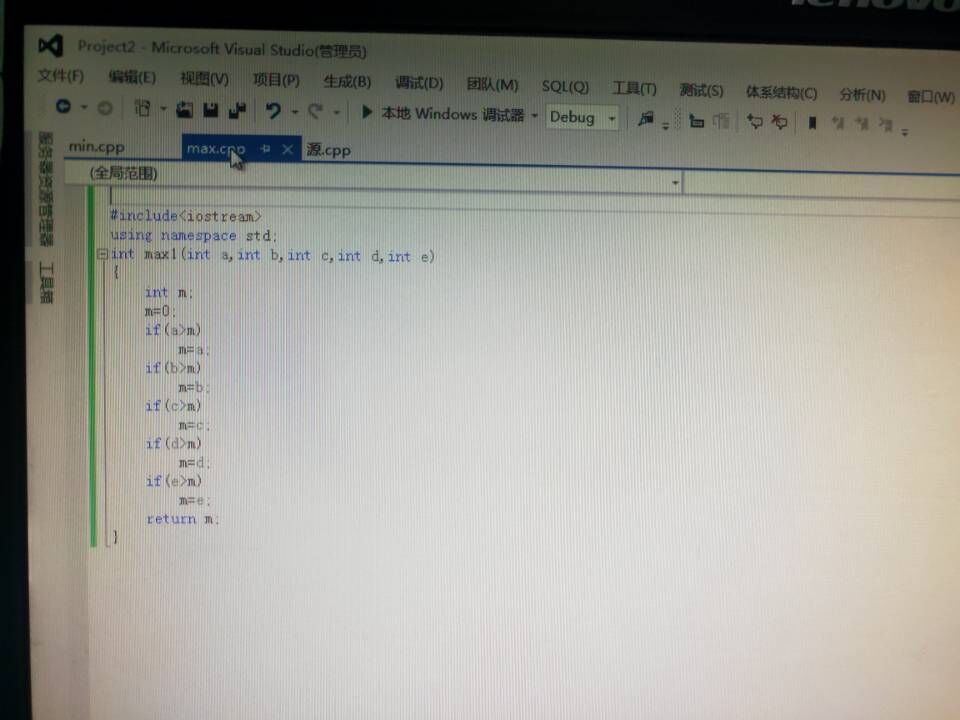 lenovo
Project2 - Microsoft Visual Studio(管理员)
文件(F) 编辑(E) 视图(V) 项目(P) 生成(B) 调试(D) 团队(M) SQL(Q) 工具(T) 测试(S) 体系结构(C) 分析(N) 窗口(W)
本地 Windows 调试器 Debug
min.cpp max.cpp 源.cpp
(全局范围)
服务器资源管理器
工具箱
#include<iostream>
using namespace std;
int max1(int a,int b,int c,int d,int e)
{
int m;
m=0;
if(a>m)
m=a;
if(b>m)
m=b;
if(c>m)
m=c;
if(d>m)
m=d;
if(e>m)
m=e;
return m;
}